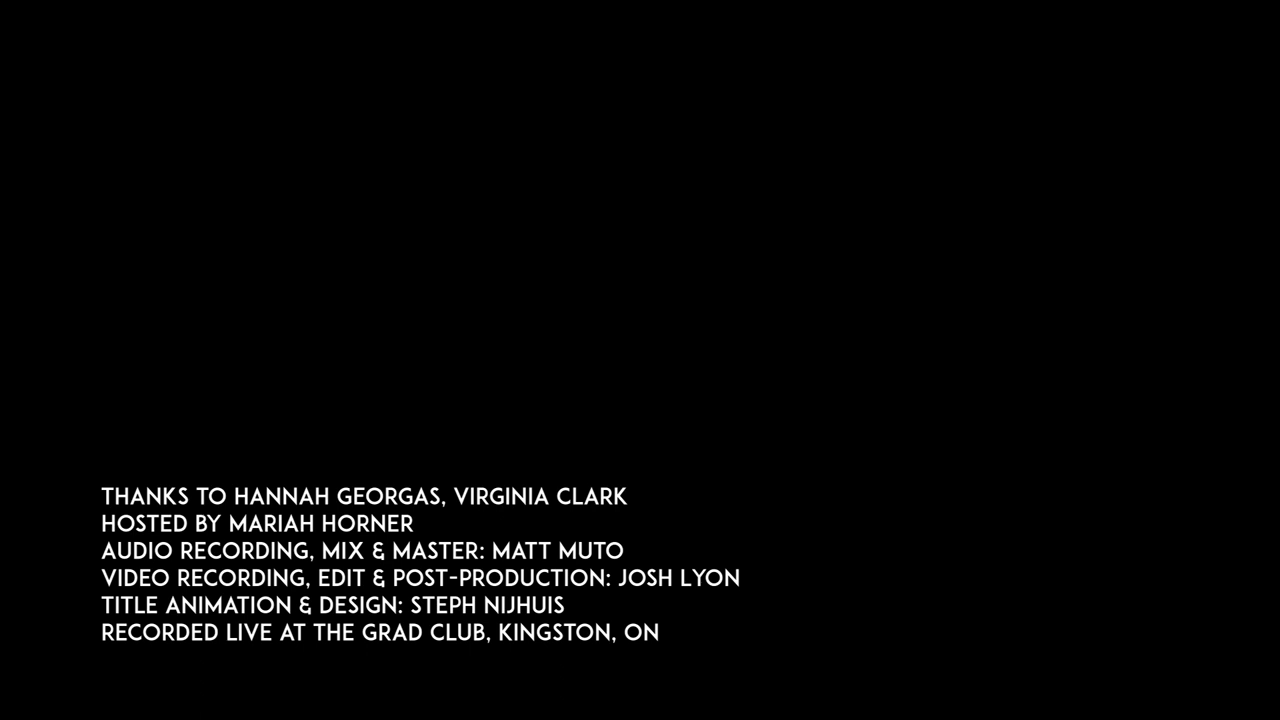 THANKS TO HANNAH GEORGAS, VIRGINIA CLARK
HOSTED BY MARIAH HORNER
AUDIO RECORDING, MIX & MASTER: MATT MUTO
VIDEO RECORDING, EDIT & POST-PRODUCTION: JOSH LYON
TITLE ANIMATION & DESIGN: STEPH NIJHUIS
RECORDED LIVE AT THE GRAD CLUB, KINGSTON, ON